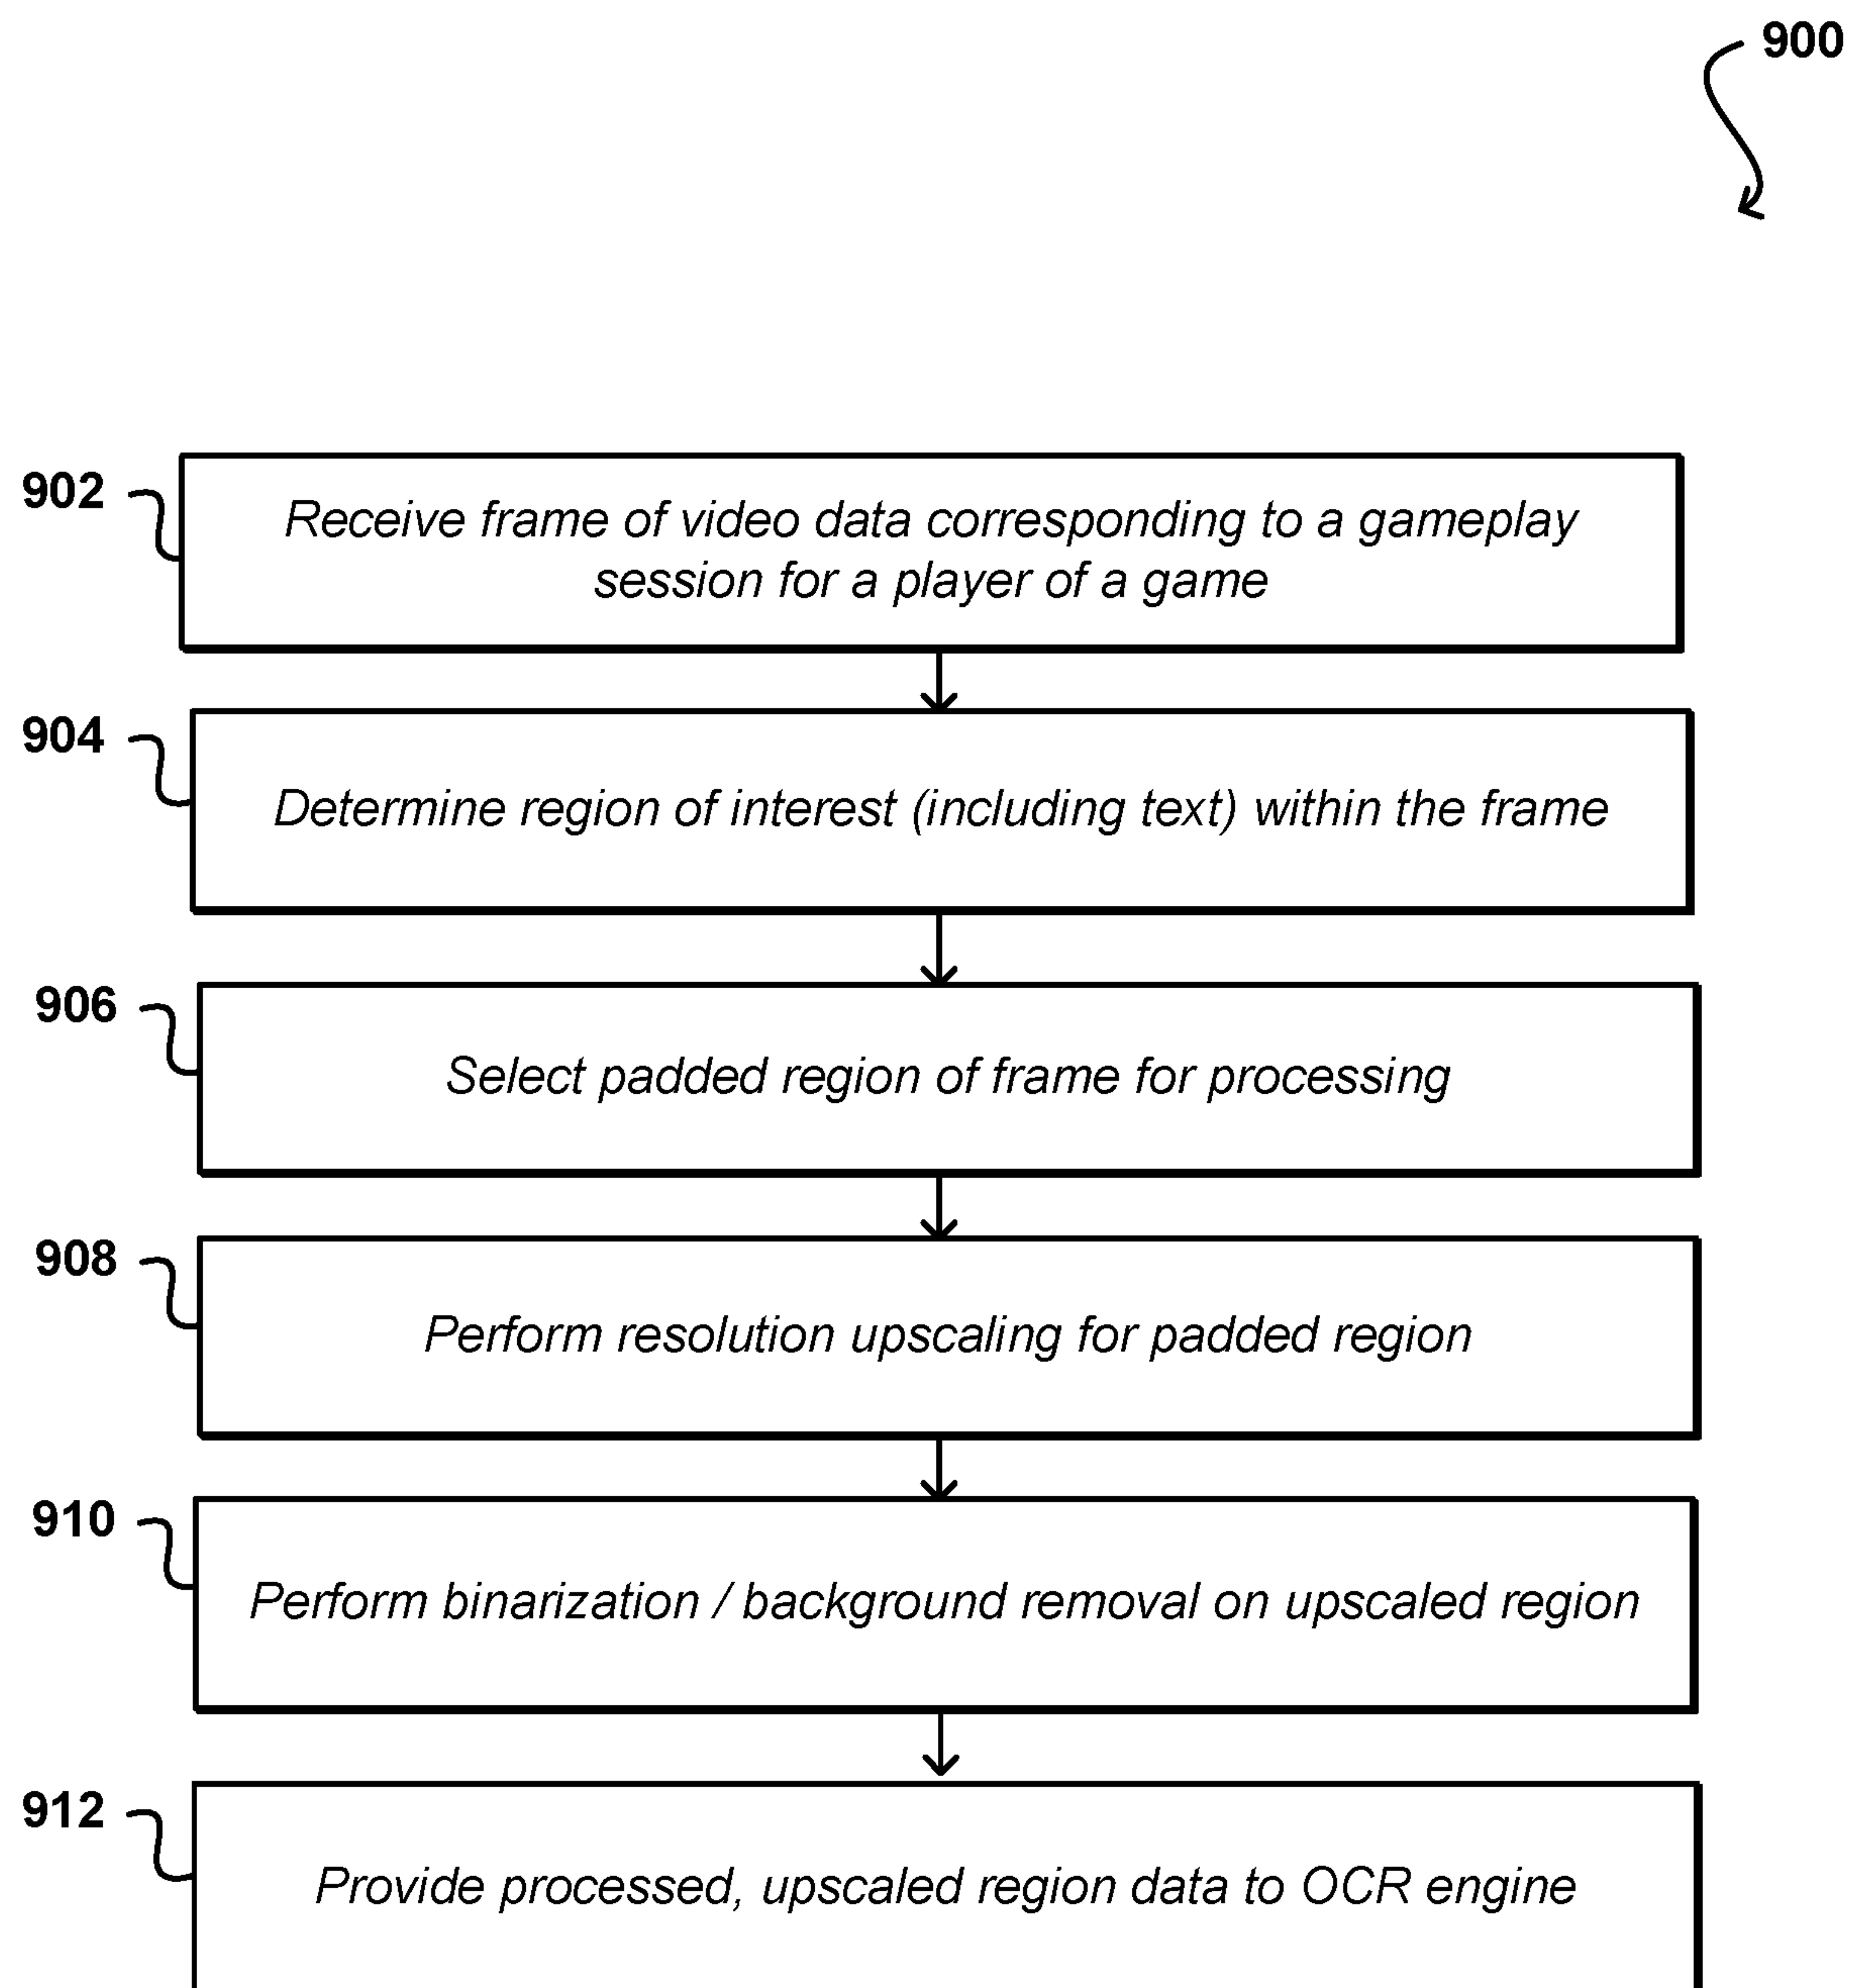 900
902
Receive frame of video data corresponding to a gameplay
session for a player of a game
904
Determine region of interest (including text) within the frame
906
Select padded region of frame for processing
908
Perform resolution upscaling for padded region
910
Perform binarization / background removal on upscaled region
912
Provide processed, upscaled region data to OCR engine